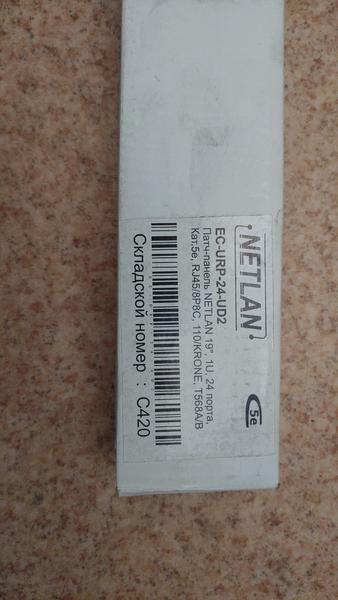 NETLAN
5e
EC-URP-24-UD2
Патч-панель NETLAN 19", 1U, 24 порта,
Кат.5e, RJ45/8P8C, 110/KRONE, T568A/B
Складской номер : C420